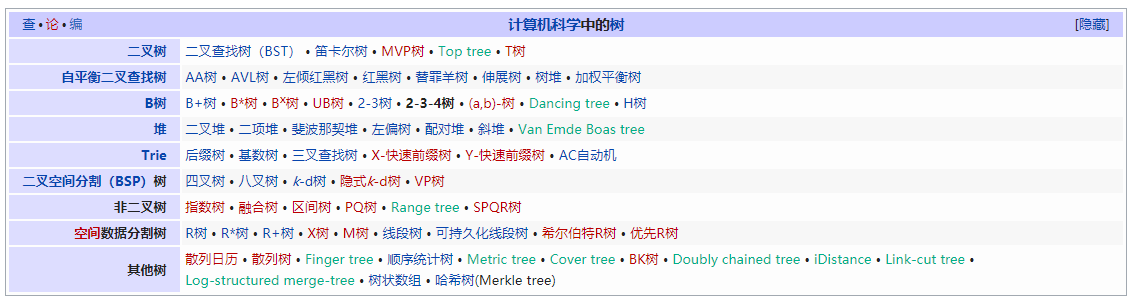 查 • 论 • 编 计算机科学中的树 [隐藏]
二叉树 二叉查找树（BST） • 笛卡尔树 • MVP树 • Top tree • T树
自平衡二叉查找树 AA树 • AVL树 • 左倾红黑树 • 红黑树 • 替罪羊树 • 伸展树 • 树堆 • 加权平衡树
B树 B+树 • B*树 • Bˣ树 • UB树 • 2-3树 • 2-3-4树 • (a,b)-树 • Dancing tree • H树
堆 二叉堆 • 二项堆 • 斐波那契堆 • 左偏树 • 配对堆 • 斜堆 • Van Emde Boas tree
Trie 后缀树 • 基数树 • 三叉查找树 • X-快速前缀树 • Y-快速前缀树 • AC自动机
二叉空间分割（BSP）树 四叉树 • 八叉树 • k-d树 • 隐式k-d树 • VP树
非二叉树 指数树 • 融合树 • 区间树 • PQ树 • Range tree • SPQR树
空间数据分割树 R树 • R*树 • R+树 • X树 • M树 • 线段树 • 可持久化线段树 • 希尔伯特R树 • 优先R树
其他树 散列日历 • 散列树 • Finger tree • 顺序统计树 • Metric tree • Cover tree • BK树 • Doubly chained tree • iDistance • Link-cut tree •
Log-structured merge-tree • 树状数组 • 哈希树(Merkle tree)